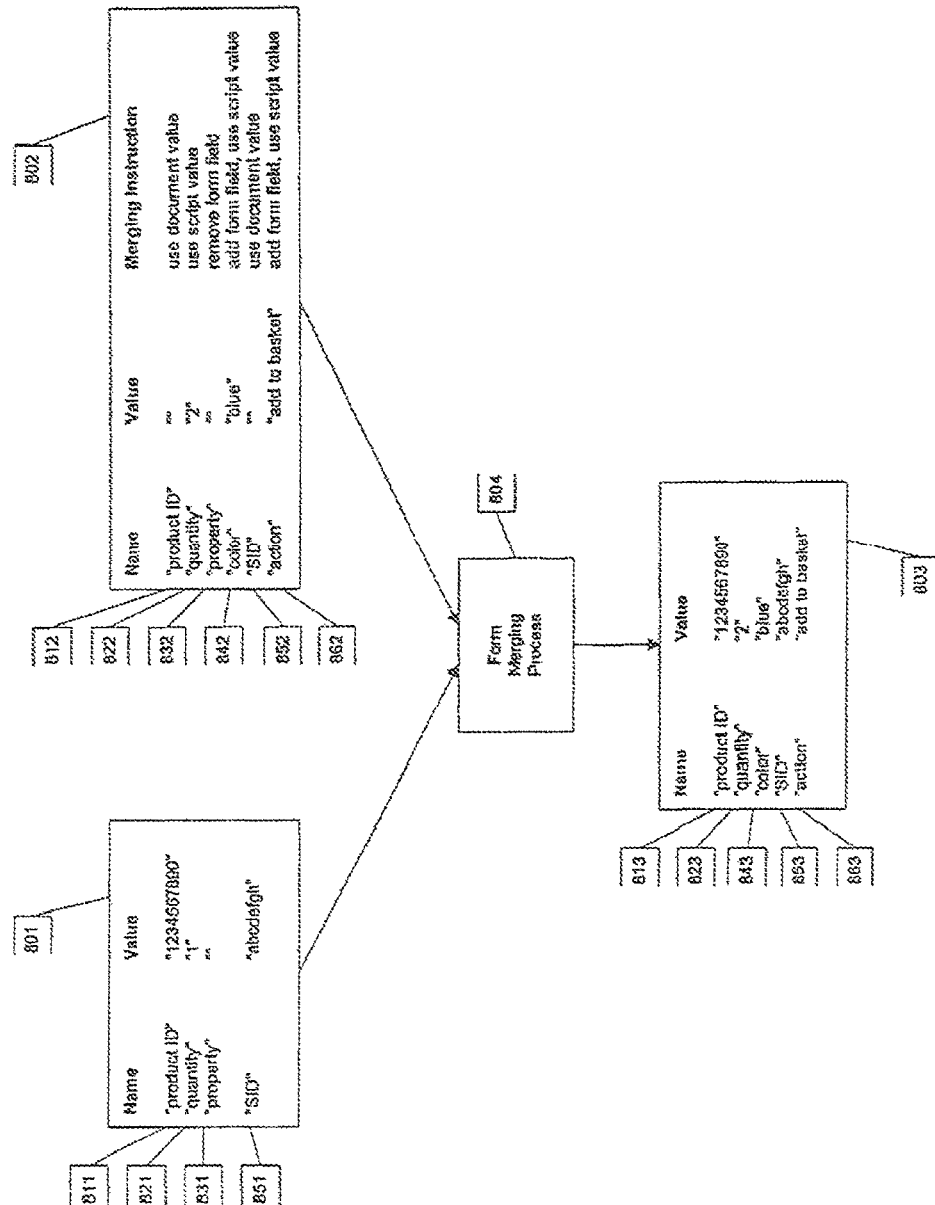 801
Name Value
811 "product ID" "1234567890"
821 "quantity" "1"
831 "property" ""
851 "SID" "abcdefgh"
802
Name Value Merging Instruction
812 "product ID" "" use document value
822 "quantity" "2" use script value
832 "property" "" remove form field
842 "color" "blue" add form field, use script value
852 "SID" "" use document value
862 "action" "add to basket" add form field, use script value
804
Form
Merging
Process
Name Value
813 "product ID" "1234567890"
823 "quantity" "2"
843 "color" "blue"
853 "SID" "abcdefgh"
863 "action" "add to basket"
803